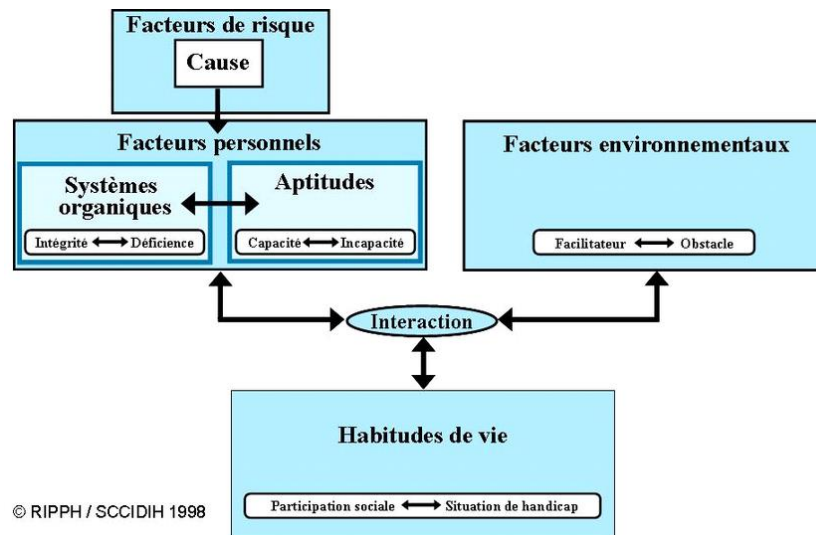 Facteurs de risque
Cause
Facteurs personnels
Systèmes
organiques
Intégrité Déficience
Aptitudes
Capacité Incapacité
Facteurs environnementaux
Facilitateur Obstacle
Interaction
Habitudes de vie
Participation sociale Situation de handicap
© RIPPH / SCCIDIH 1998